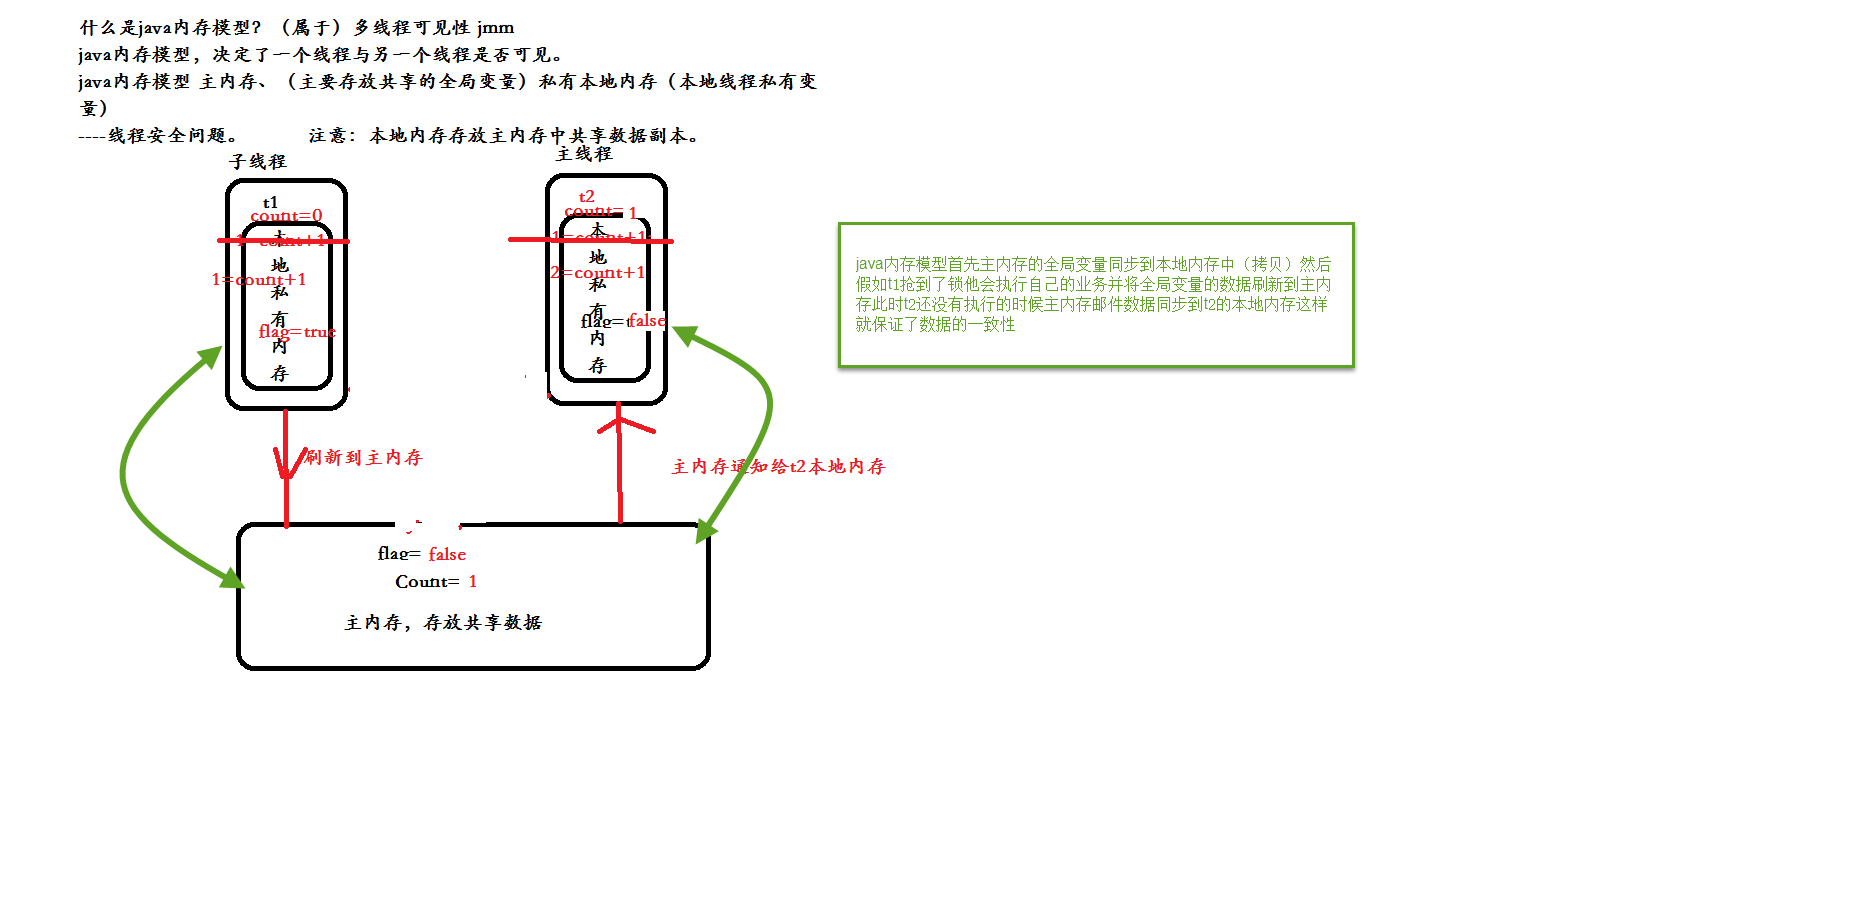 什么是java内存模型？（属于）多线程可见性 jmm
java内存模型，决定了一个线程与另一个线程是否可见。
java内存模型 主内存、（主要存放共享的全局变量）私有本地内存（本地线程私有变
量）
----线程安全问题。 注意：本地内存存放主内存中共享数据副本。
子线程
t1
count=0
count+1
1=count+1
flag=true
本地私有内存
主线程
t2
count= 1
1=count+1
2=count+1
flag=false
本地私有内存
java内存模型首先主内存的全局变量同步到本地内存中（拷贝）然后
假如t1抢到了锁他会执行自己的业务并将全局变量的数据刷新到主内
存此时t2还没有执行的时候主内存邮件数据同步到t2的本地内存这样
就保证了数据的一致性
刷新到主内存
主内存通知给t2本地内存
flag= false
Count= 1
主内存，存放共享数据